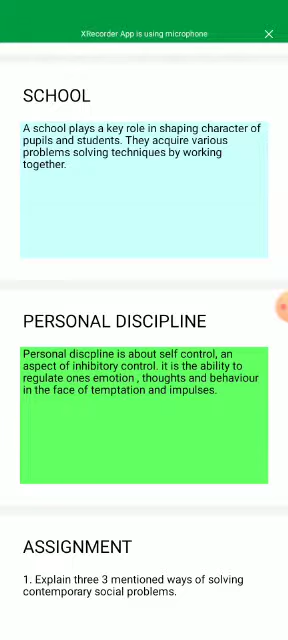 XRecorder App is using microphone
SCHOOL
A school plays a key role in shaping character of
pupils and students. They acquire various
problems solving techniques by working
together.
PERSONAL DISCIPLINE
Personal discpline is about self control, an
aspect of inhibitory control. it is the ability to
regulate ones emotion , thoughts and behaviour
in the face of temptation and impulses.
ASSIGNMENT
1. Explain three 3 mentioned ways of solving
contemporary social problems.